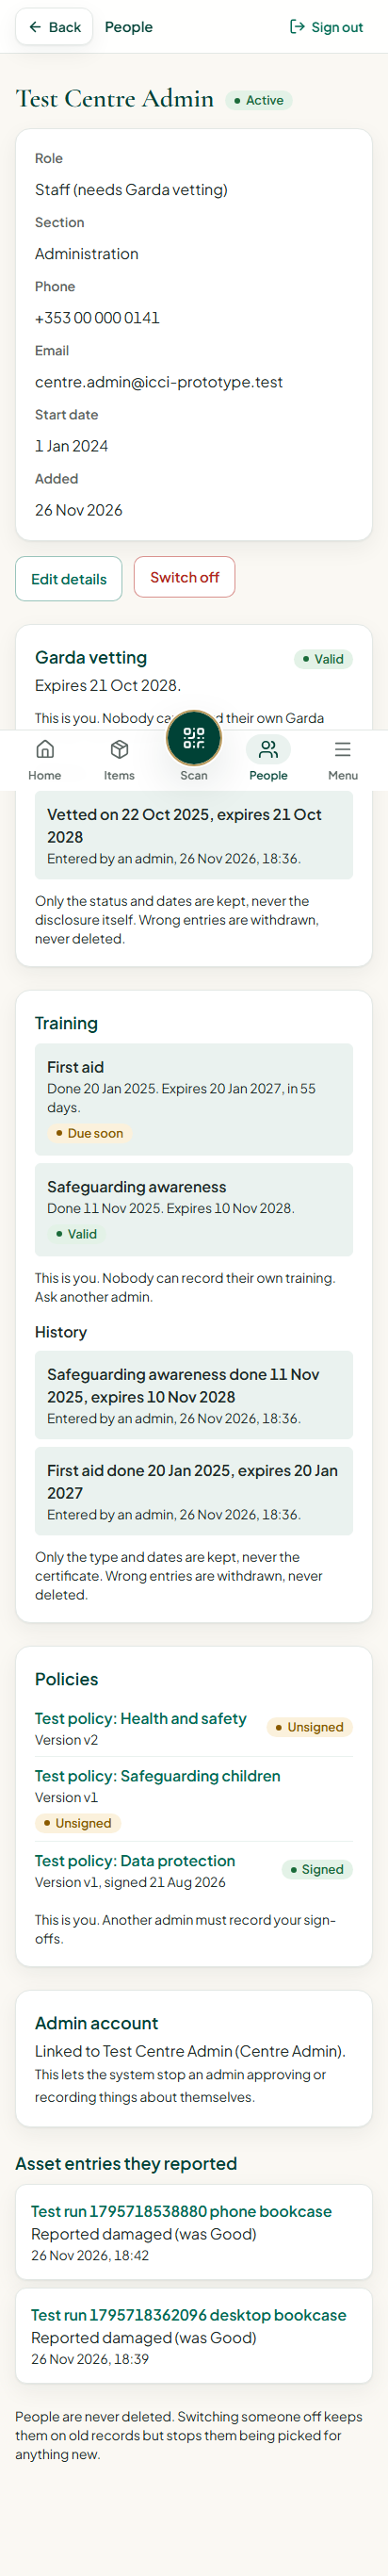 Back
People
Sign out
Test Centre Admin
Active
Role
Staff (needs Garda vetting)
Section
Administration
Phone
+353 00 000 0141
Email
centre.admin@icci-prototype.test
Start date
1 Jan 2024
Added
26 Nov 2026
Edit details
Switch off
Garda vetting
Valid
Expires 21 Oct 2028.
This is you. Nobody can d their own Garda
Home
Items
Scan
People
Menu
Vetted on 22 Oct 2025, expires 21 Oct
2028
Entered by an admin, 26 Nov 2026, 18:36.
Only the status and dates are kept, never the
disclosure itself. Wrong entries are withdrawn,
never deleted.
Training
First aid
Done 20 Jan 2025. Expires 20 Jan 2027, in 55
days.
Due soon
Safeguarding awareness
Done 11 Nov 2025. Expires 10 Nov 2028.
Valid
This is you. Nobody can record their own training.
Ask another admin.
History
Safeguarding awareness done 11 Nov
2025, expires 10 Nov 2028
Entered by an admin, 26 Nov 2026, 18:36.
First aid done 20 Jan 2025, expires 20 Jan
2027
Entered by an admin, 26 Nov 2026, 18:36.
Only the type and dates are kept, never the
certificate. Wrong entries are withdrawn, never
deleted.
Policies
Test policy: Health and safety
Unsigned
Version v2
Test policy: Safeguarding children
Version v1
Unsigned
Test policy: Data protection
Signed
Version v1, signed 21 Aug 2026
This is you. Another admin must record your sign-
offs.
Admin account
Linked to Test Centre Admin (Centre Admin).
This lets the system stop an admin approving or
recording things about themselves.
Asset entries they reported
Test run 1795718538880 phone bookcase
Reported damaged (was Good)
26 Nov 2026, 18:42
Test run 1795718362096 desktop bookcase
Reported damaged (was Good)
26 Nov 2026, 18:39
People are never deleted. Switching someone off keeps
them on old records but stops them being picked for
anything new.